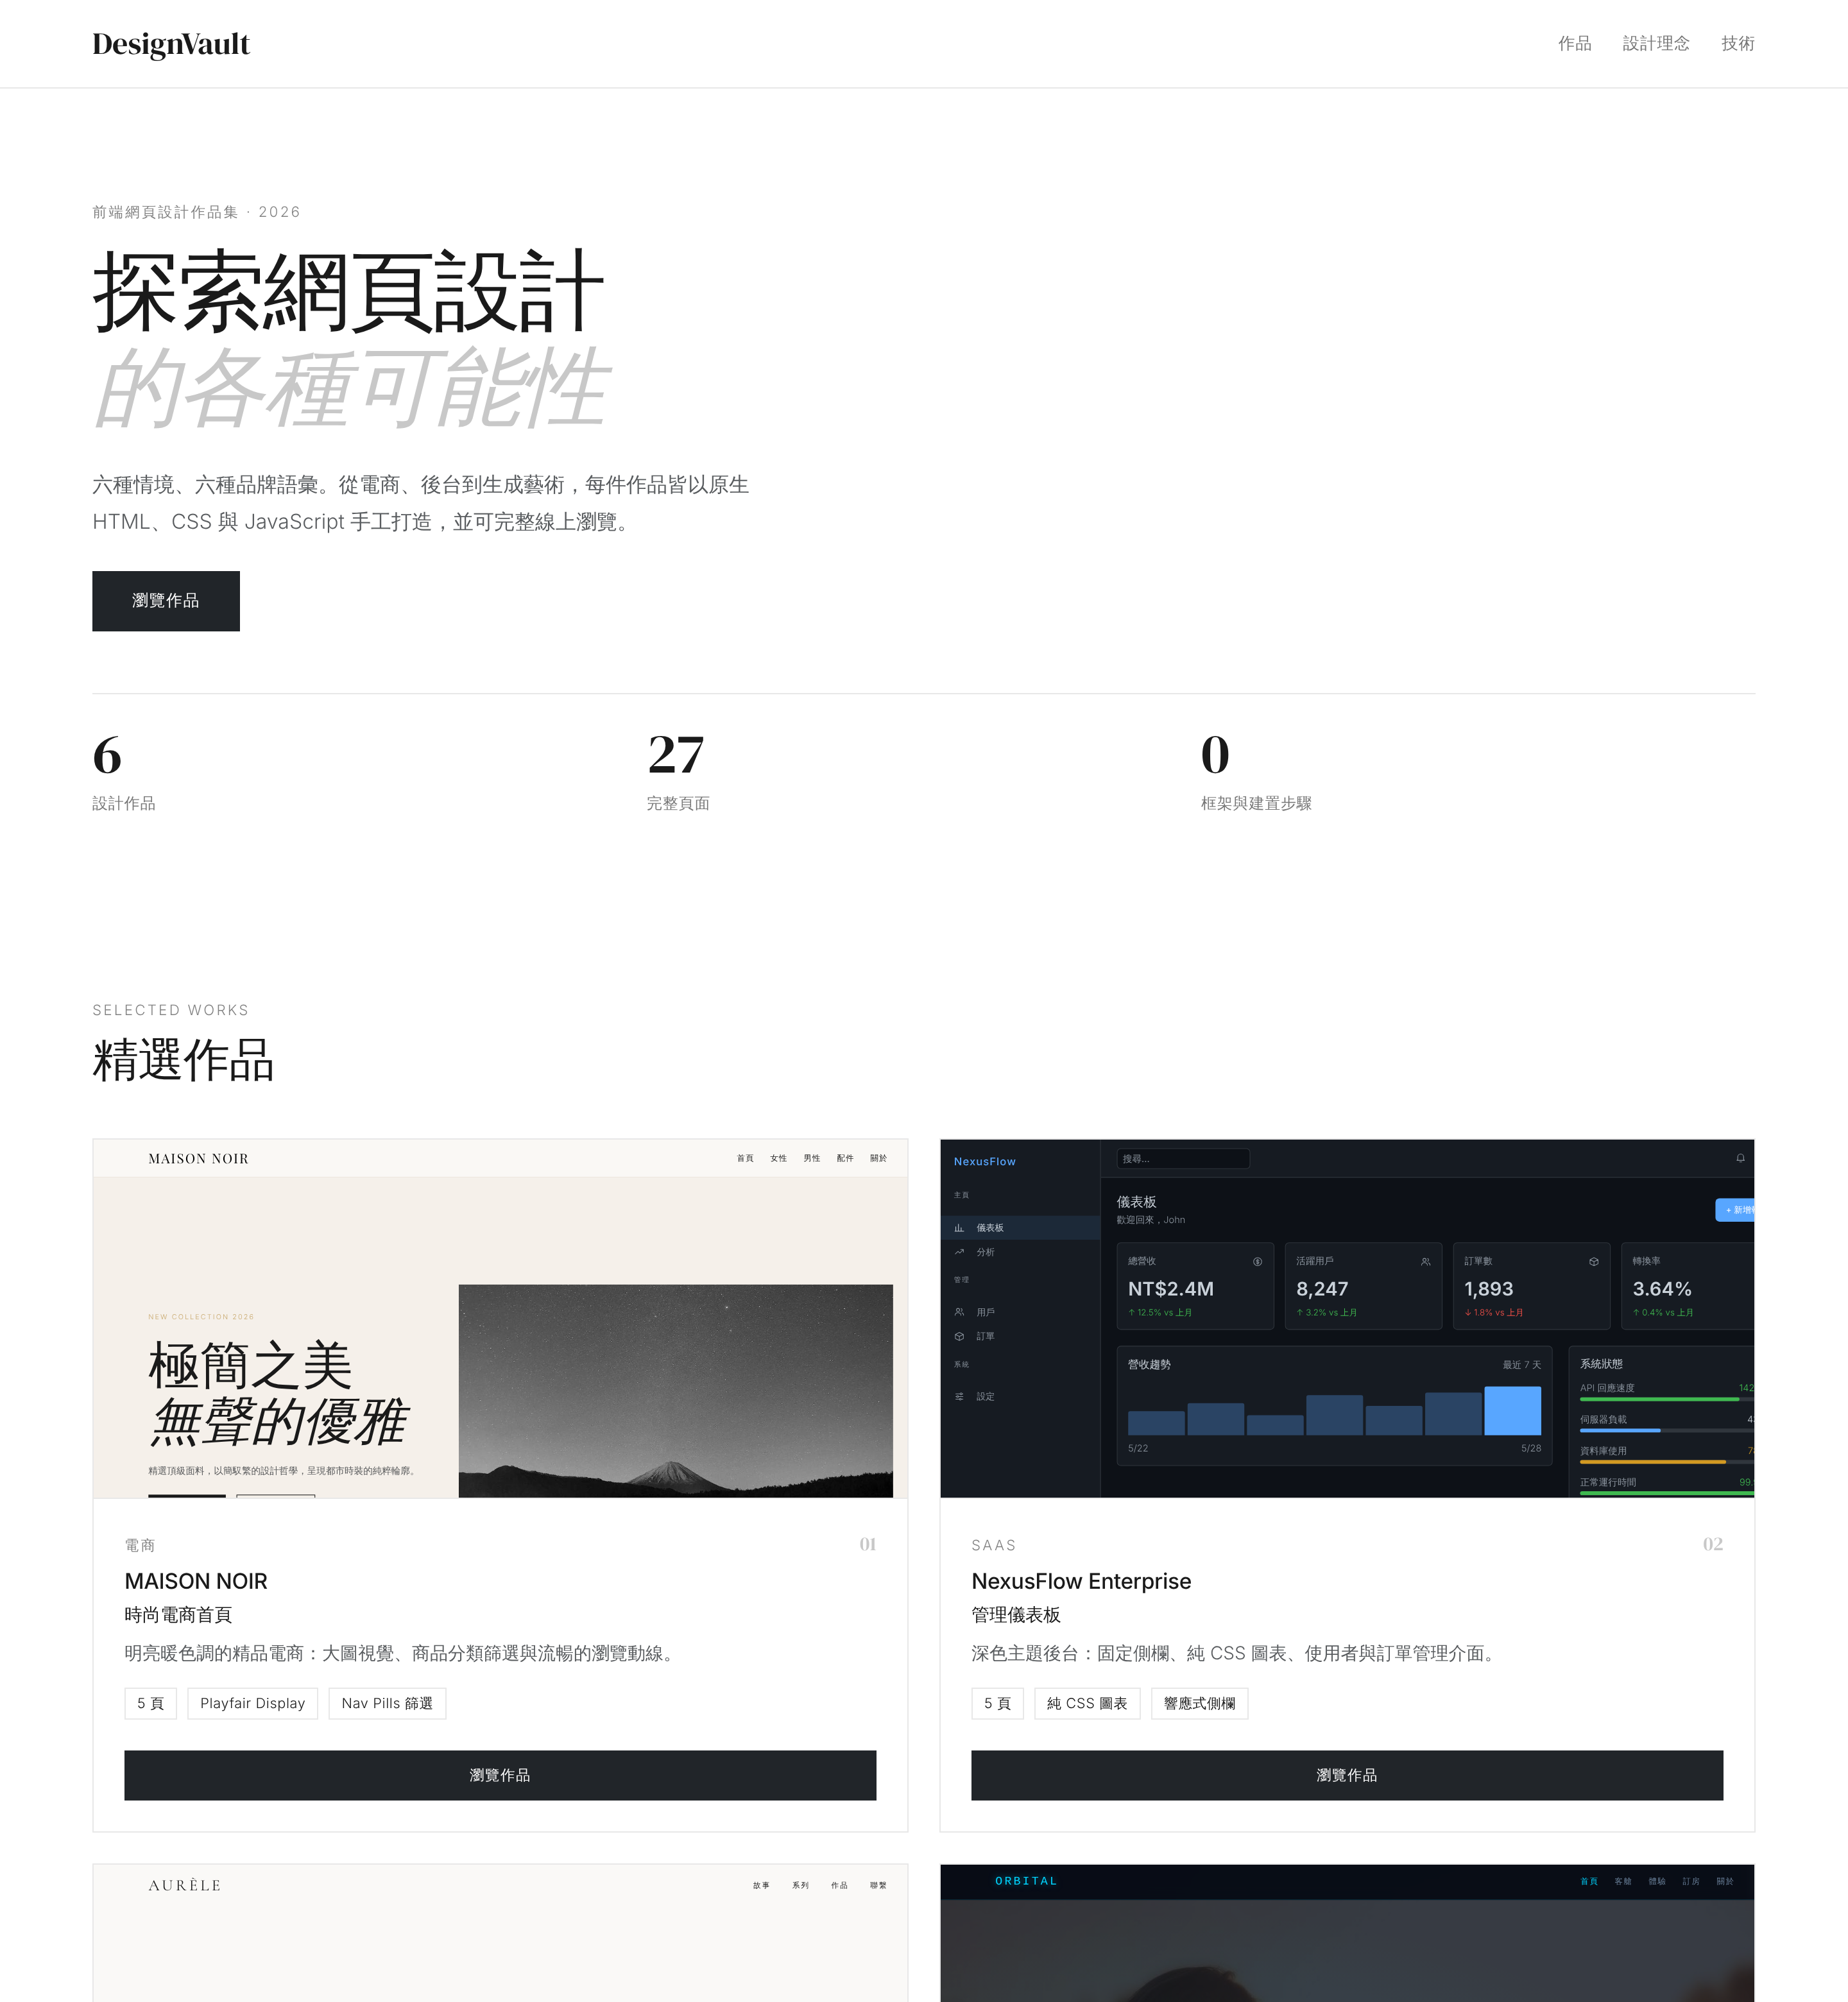 DesignVault
作品 設計理念 技術
前端網頁設計作品集 · 2026
探索網頁設計
的各種可能性
六種情境、六種品牌語彙。從電商、後台到生成藝術，每件作品皆以原生
HTML、CSS 與 JavaScript 手工打造，並可完整線上瀏覽。
瀏覽作品
6
設計作品
27
完整頁面
0
框架與建置步驟
SELECTED WORKS
精選作品
MAISON NOIR
首頁 女性 男性 配件 關於
NEW COLLECTION 2026
極簡之美
無聲的優雅
精選頂級面料，以簡馭繁的設計哲學，呈現都市時裝的純粹輪廓。
電商
01
MAISON NOIR
時尚電商首頁
明亮暖色調的精品電商：大圖視覺、商品分類篩選與流暢的瀏覽動線。
5 頁
Playfair Display
Nav Pills 篩選
瀏覽作品
NexusFlow
主頁
儀表板
分析
管理
用戶
訂單
系統
設定
搜尋...
儀表板
歡迎回來，John
+ 新增
總營收
NT$2.4M
↑ 12.5% vs 上月
活躍用戶
8,247
↑ 3.2% vs 上月
訂單數
1,893
↓ 1.8% vs 上月
轉換率
3.64%
↑ 0.4% vs 上月
營收趨勢
最近 7 天
5/22
5/28
系統狀態
API 回應速度
142
伺服器負載
資料庫使用
正常運行時間
99.
SAAS
02
NexusFlow Enterprise
管理儀表板
深色主題後台：固定側欄、純 CSS 圖表、使用者與訂單管理介面。
5 頁
純 CSS 圖表
響應式側欄
瀏覽作品
AURÈLE
故事 系列 作品 聯繫
ORBITAL
首頁 客艙 體驗 訂房 關於